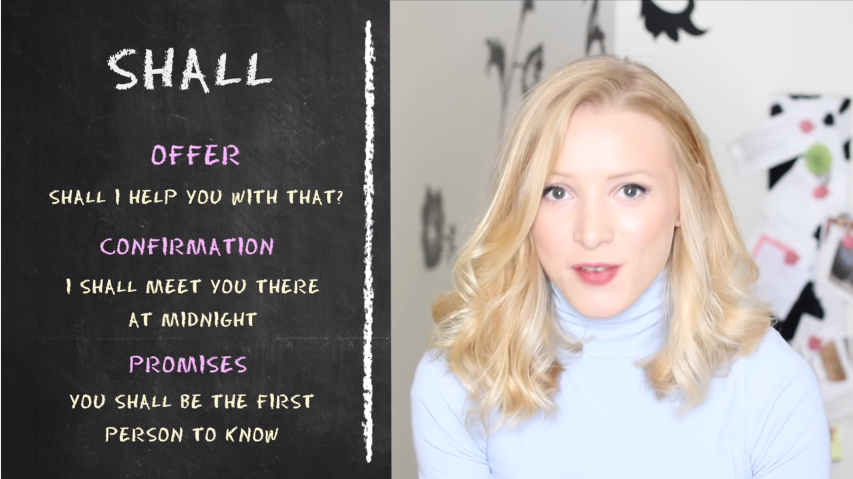 SHALL
OFFER
SHALL I HELP YOU WITH THAT?
CONFIRMATION
I SHALL MEET YOU THERE
AT MIDNIGHT
PROMISES
YOU SHALL BE THE FIRST
PERSON TO KNOW